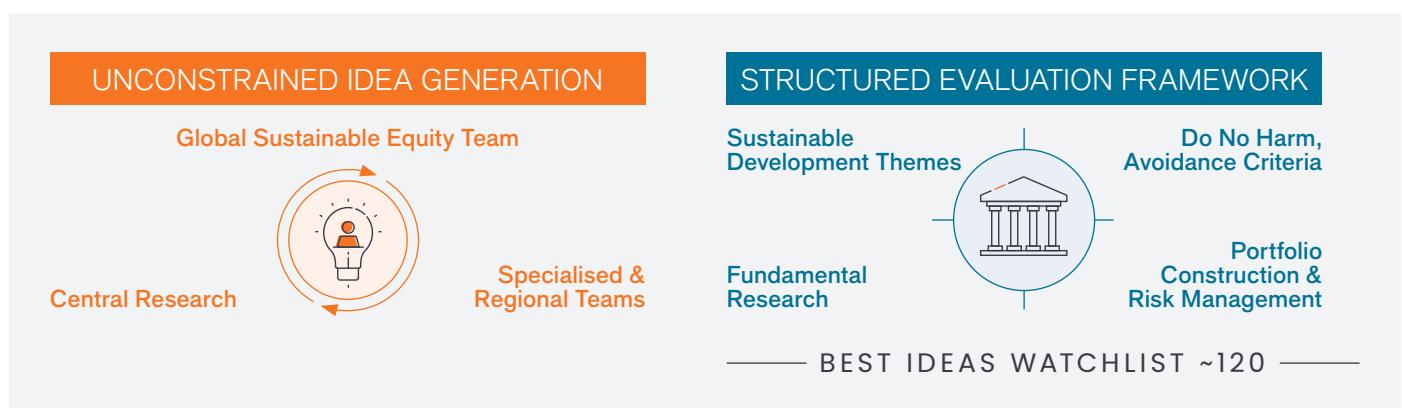 UNCONSTRAINED IDEA GENERATION
Global Sustainable Equity Team
Central Research
Specialised &
Regional Teams
STRUCTURED EVALUATION FRAMEWORK
Sustainable
Development Themes
Do No Harm,
Avoidance Criteria
Fundamental
Research
Portfolio
Construction &
Risk Management
BEST IDEAS WATCHLIST ~120